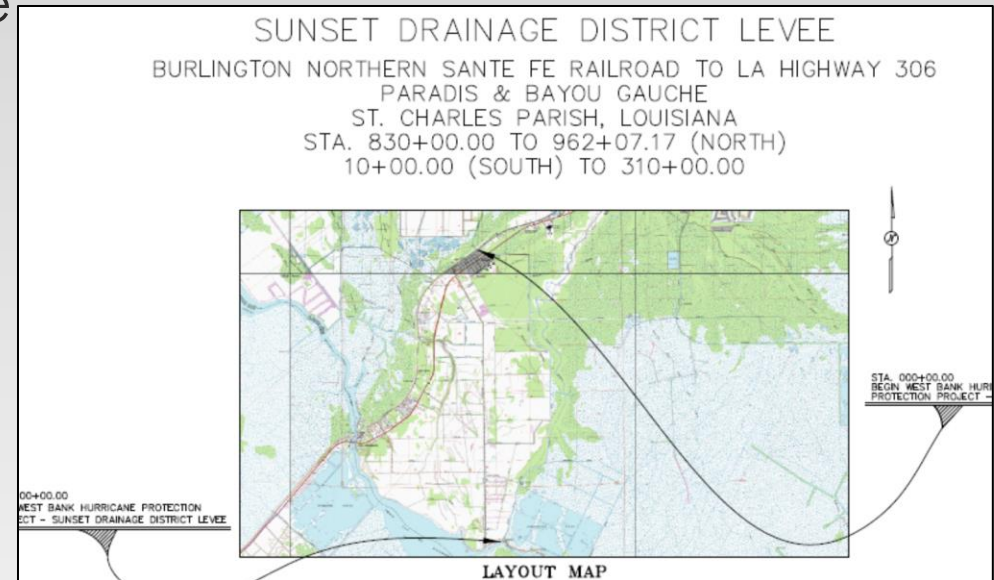 SUNSET DRAINAGE DISTRICT LEVEE
BURLINGTON NORTHERN SANTE FE RAILROAD TO LA HIGHWAY 306
PARADIS & BAYOU GAUCHE
ST. CHARLES PARISH, LOUISIANA
STA. 830+00.00 TO 962+07.17 (NORTH)
10+00.00 (SOUTH) TO 310+00.00
N
STA. 000+00.00
BEGIN WEST BANK HURRI
PROTECTION PROJECT -
00+00.00
WEST BANK HURRICANE PROTECTION
ECT - SUNSET DRAINAGE DISTRICT LEVEE
LAYOUT MAP